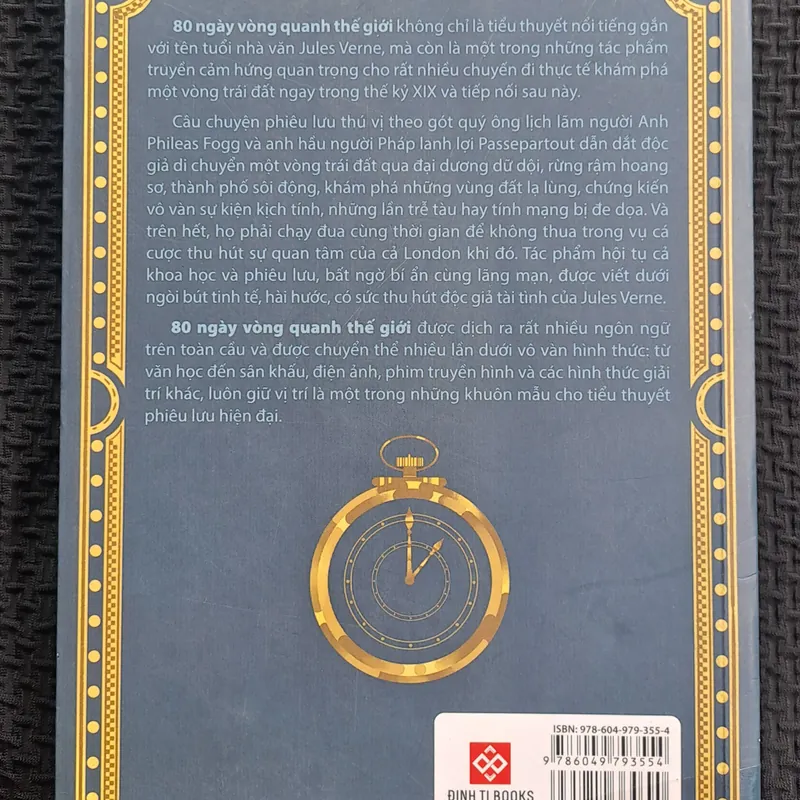 80 ngày vòng quanh thế giới không chỉ là tiểu thuyết nổi tiếng gắn
với tên tuổi nhà văn Jules Verne, mà còn là một trong những tác phẩm
truyền cảm hứng quan trọng cho rất nhiều chuyến đi thực tế khám phá
một vòng trái đất ngay trong thế kỷ XIX và tiếp nối sau này.
Câu chuyện phiêu lưu thú vị theo gót quý ông lịch lãm người Anh
Phileas Fogg và anh hầu người Pháp lanh lợi Passepartout dẫn dắt độc
giả di chuyển một vòng trái đất qua đại dương dữ dội, rừng rậm hoang
sơ, thành phố sôi động, khám phá những vùng đất lạ lùng, chứng kiến
vô vàn sự kiện kịch tính, những lần trễ tàu hay tính mạng bị đe dọa. Và
trên hết, họ phải chạy đua cùng thời gian để không thua trong vụ cá
cược thu hút sự quan tâm của cả London khi đó. Tác phẩm hội tụ cả
khoa học và phiêu lưu, bất ngờ bí ẩn cùng lãng mạn, được viết dưới
ngòi bút tinh tế, hài hước, có sức thu hút độc giả tài tình của Jules Verne.
80 ngày vòng quanh thế giới được dịch ra rất nhiều ngôn ngữ
trên toàn cầu và được chuyển thể nhiều lần dưới vô vàn hình thức: từ
văn học đến sân khấu, điện ảnh, phim truyền hình và các hình thức giải
trí khác, luôn giữ vị trí là một trong những khuôn mẫu cho tiểu thuyết
phiêu lưu hiện đại.
ISBN: 978-604-979-355-4
9 786049 793554
ĐINH TỊ BOOKS